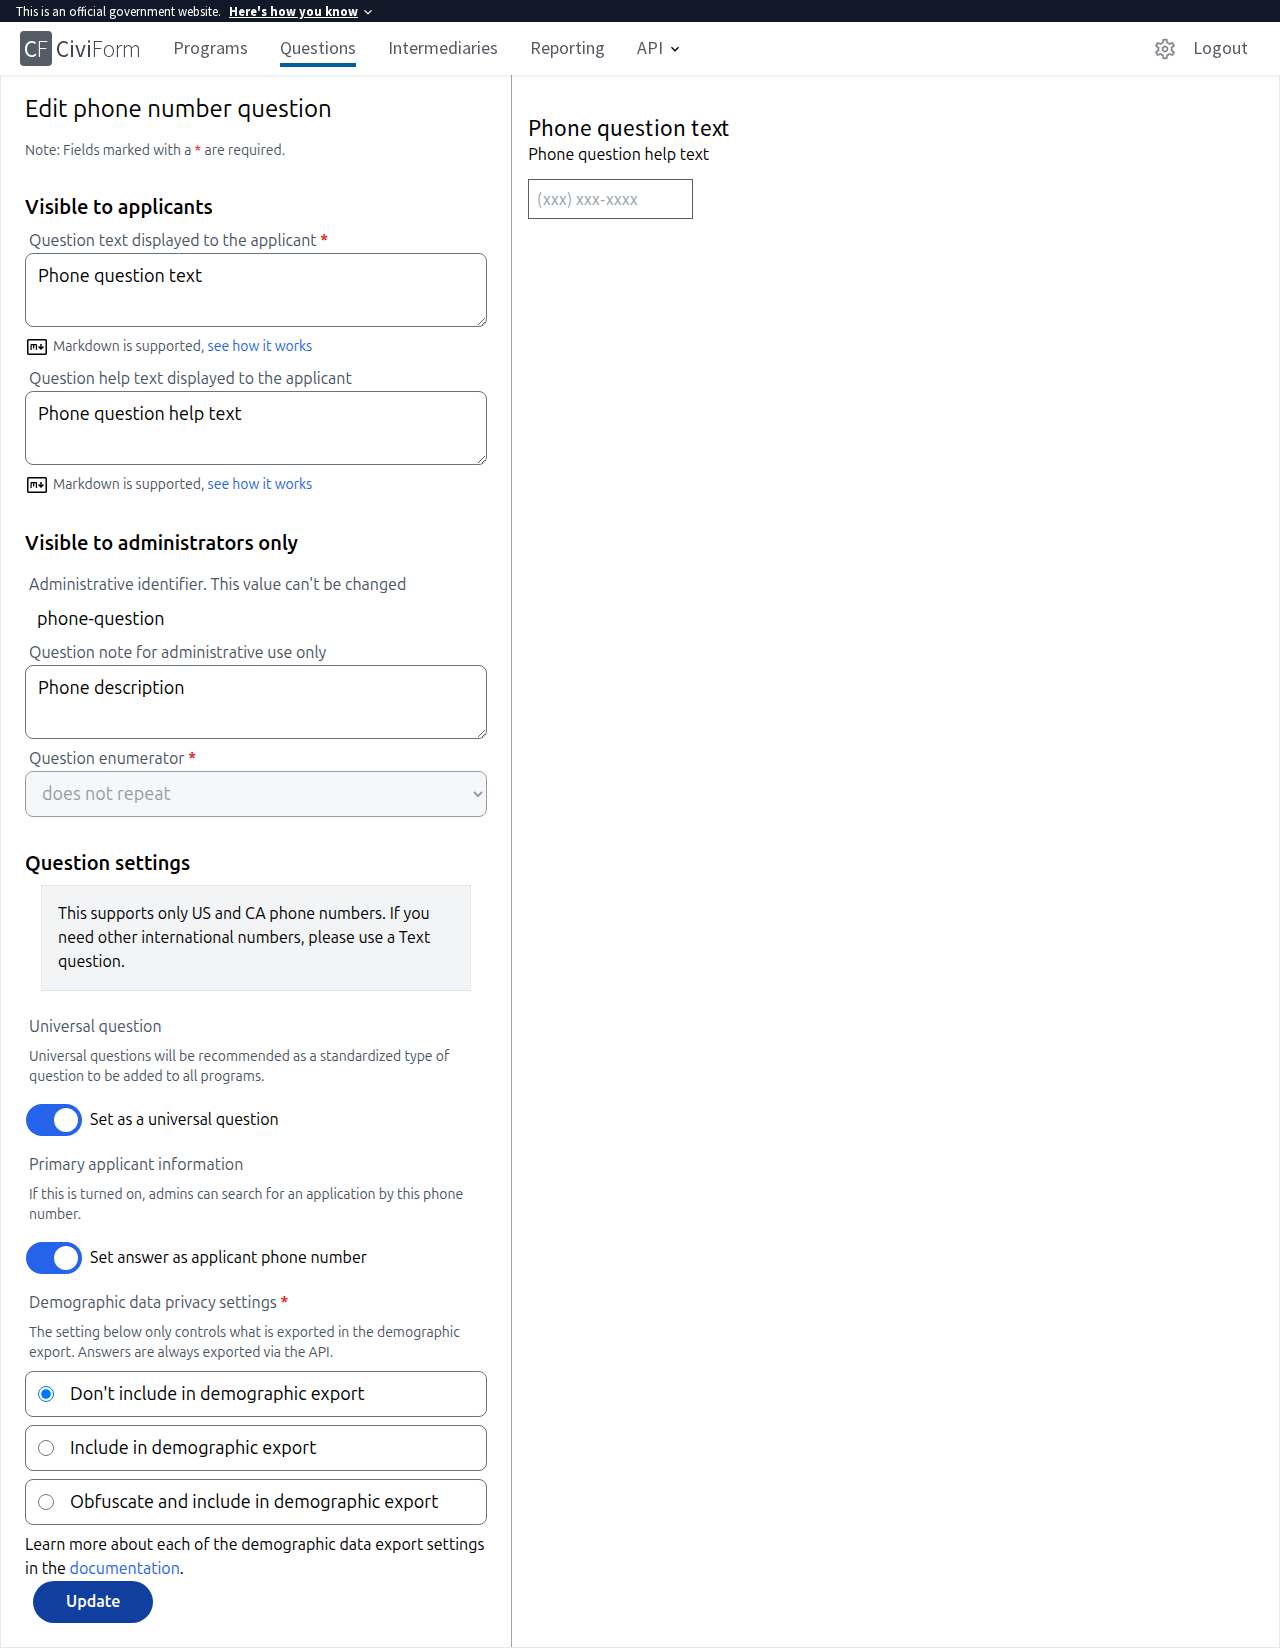 This is an official government website. Here's how you know
CF CiviForm Programs Questions Intermediaries Reporting API Logout
Edit phone number question
Note: Fields marked with a * are required.
Visible to applicants
Question text displayed to the applicant *
Phone question text
Markdown is supported, see how it works
Question help text displayed to the applicant
Phone question help text
Markdown is supported, see how it works
Visible to administrators only
Administrative identifier. This value can't be changed
phone-question
Question note for administrative use only
Phone description
Question enumerator *
does not repeat
Question settings
This supports only US and CA phone numbers. If you
need other international numbers, please use a Text
question.
Universal question
Universal questions will be recommended as a standardized type of
question to be added to all programs.
Set as a universal question
Primary applicant information
If this is turned on, admins can search for an application by this phone
number.
Set answer as applicant phone number
Demographic data privacy settings *
The setting below only controls what is exported in the demographic
export. Answers are always exported via the API.
Don't include in demographic export
Include in demographic export
Obfuscate and include in demographic export
Learn more about each of the demographic data export settings
in the documentation.
Update
Phone question text
Phone question help text
(xxx) xxx-xxxx